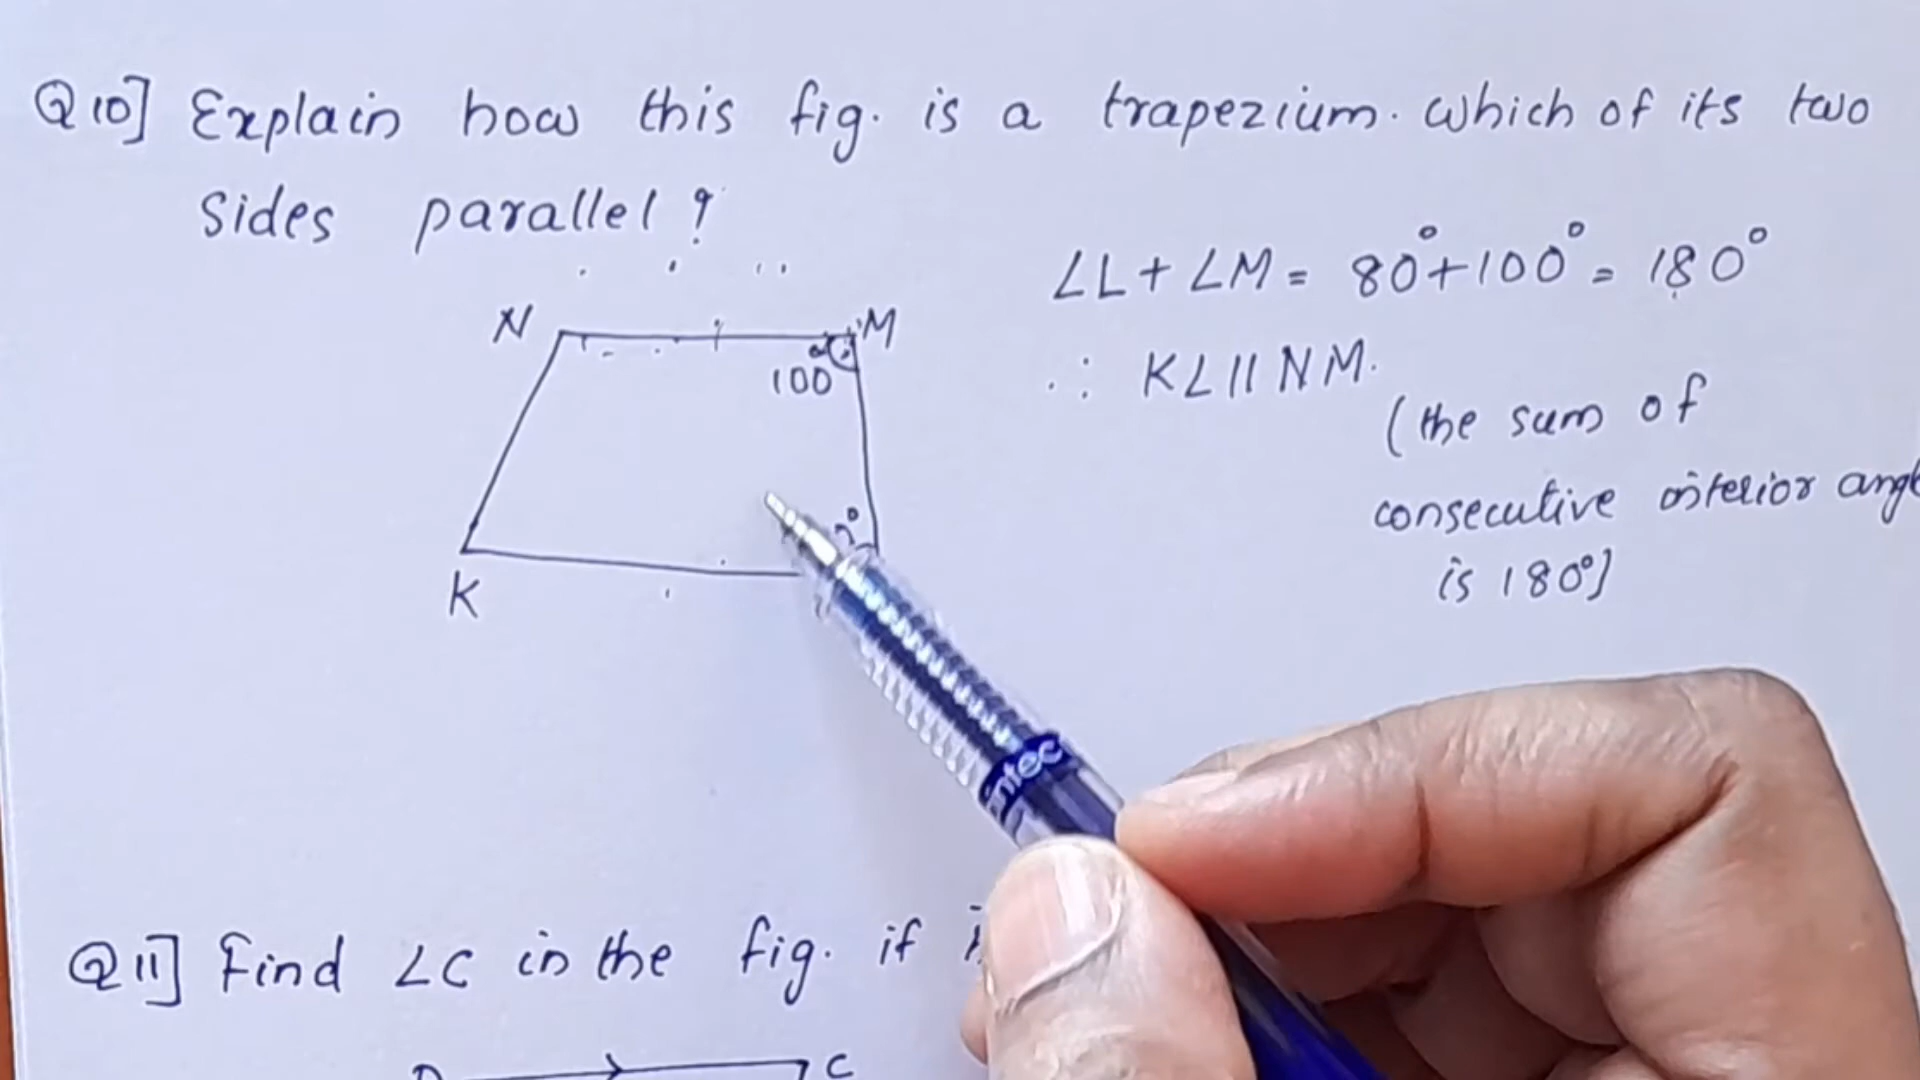 Q10] Explain how this fig. is a trapezium. Which of its two
sides parallel?
∠L + ∠M = 80° + 100° = 180°
∴ KL || NM.
(the sum of
consecutive interior
is 180°)
N
M
100°
K
Q11] Find ∠C in the fig. if
C